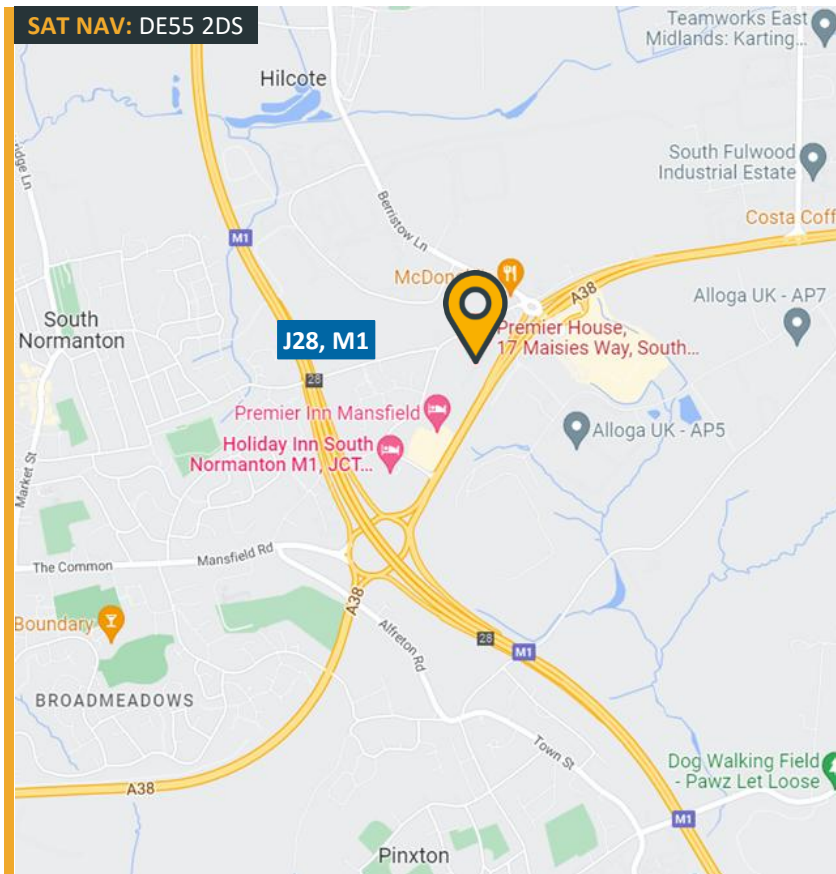 SAT NAV: DE55 2DS
Teamworks East
Midlands: Karting...
Hilcote
South Fulwood
Industrial Estate
Berristow Ln
Costa Coff
M1
McDon
A38
Alloga UK - AP7
South
Normanton
J28, M1
Premier House,
17 Maisies Way, South...
28
Premier Inn Mansfield
Alloga UK - AP5
Holiday Inn South
Normanton M1, JCT...
Market St
Mansfield Rd
The Common
A38
Boundary
Alfreton Rd
28
M1
BROADMEADOWS
Town St
Dog Walking Field
- Pawz Let Loose
A38
M1
Pinxton